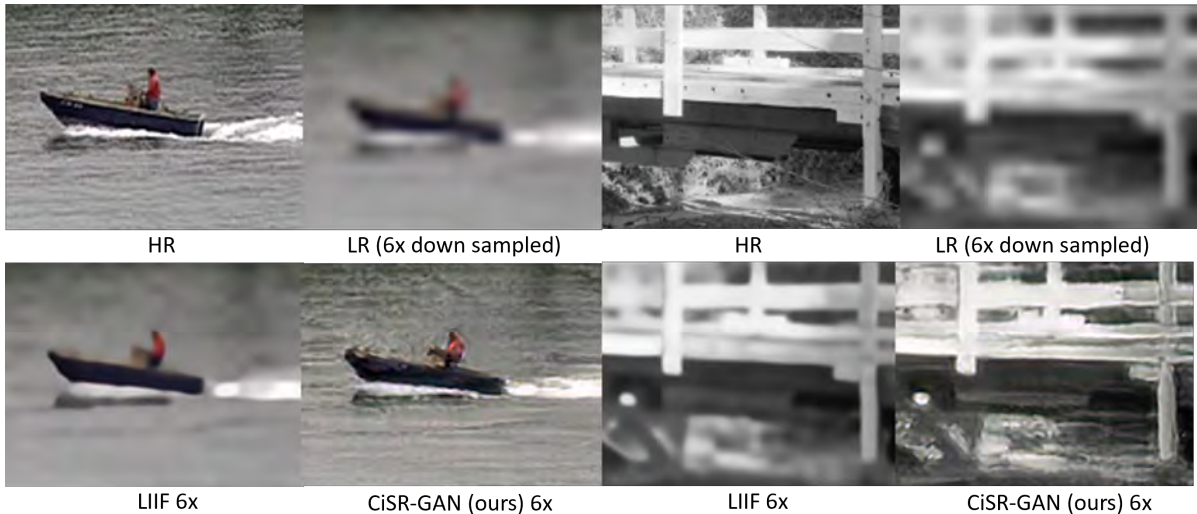 HR
LR (6x down sampled)
HR
LR (6x down sampled)
LIIF 6x
CiSR-GAN (ours) 6x
LIIF 6x
CiSR-GAN (ours) 6x